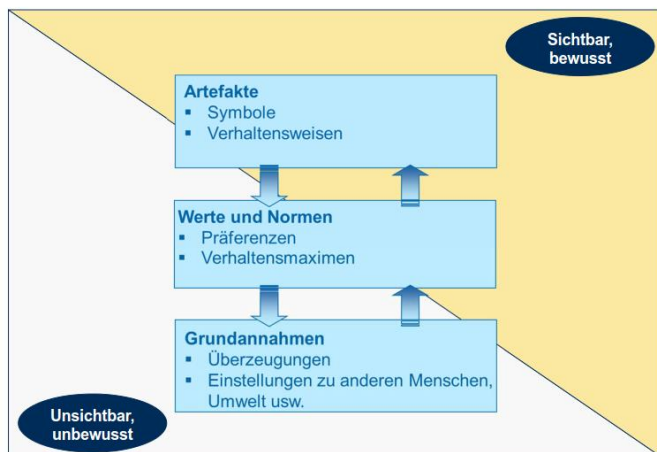 Sichtbar,
bewusst
Artefakte
▪ Symbole
▪ Verhaltensweisen
Werte und Normen
▪ Präferenzen
▪ Verhaltensmaximen
Grundannahmen
▪ Überzeugungen
▪ Einstellungen zu anderen Menschen,
Umwelt usw.
Unsichtbar,
unbewusst